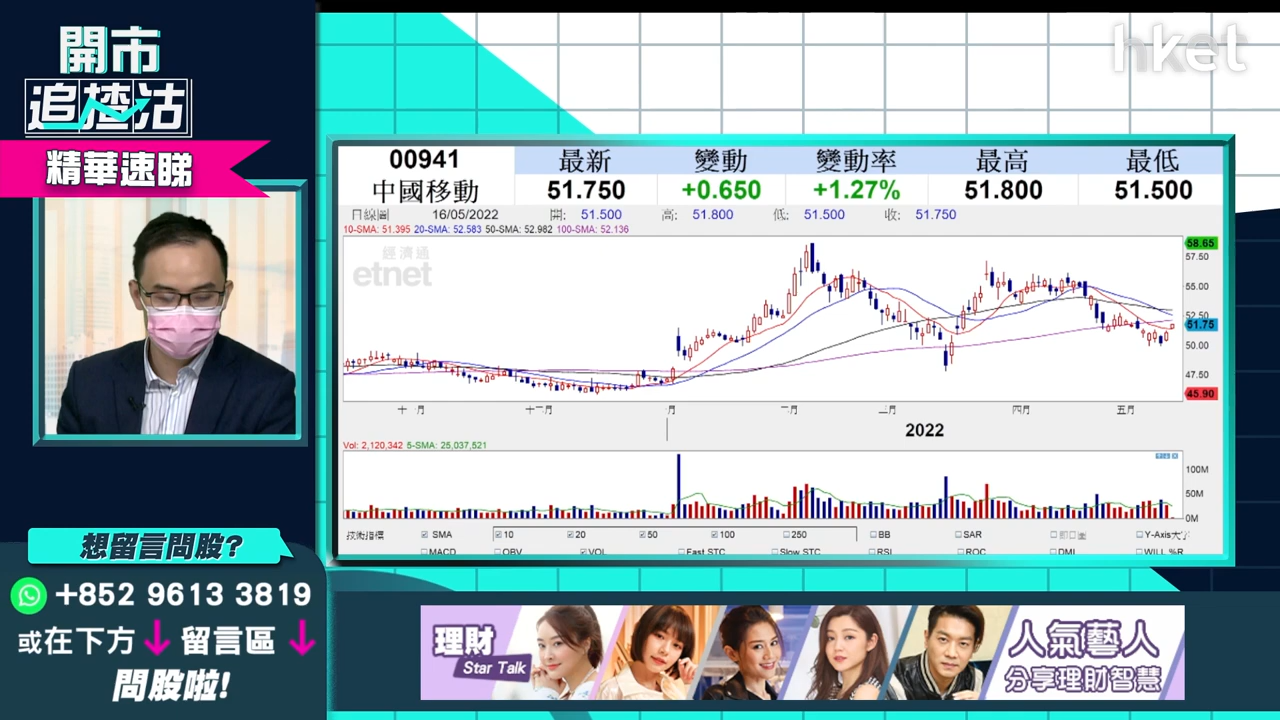 開市
追揸沽
精華速睇
hket
00941
中國移動
最新 變動 變動率 最高 最低
51.750 +0.650 +1.27% 51.800 51.500
日線圖 16/05/2022 開: 51.500 高: 51.800 低: 51.500 收: 51.750
10-SMA: 51.395 20-SMA: 52.583 50-SMA: 52.982 100-SMA: 52.136
經濟通
etnet
58.65
57.50
55.00
52.50
51.75
50.00
47.50
45.90
十一月 十二月 一月 二月 三月 四月 五月
2022
Vol: 2,120,342 5-SMA: 25,037,521
100M
50M
0M
技術指標 SMA 10 20 50 100 250 BB SAR Y-Axis
MACD OBV VOL Fast STC Slow STC RSI ROC DMI WILL %R
想留言問股?
+852 9613 3819
或在下方 留言區
問股啦!
理財
Star Talk
人氣藝人
分享理財智慧